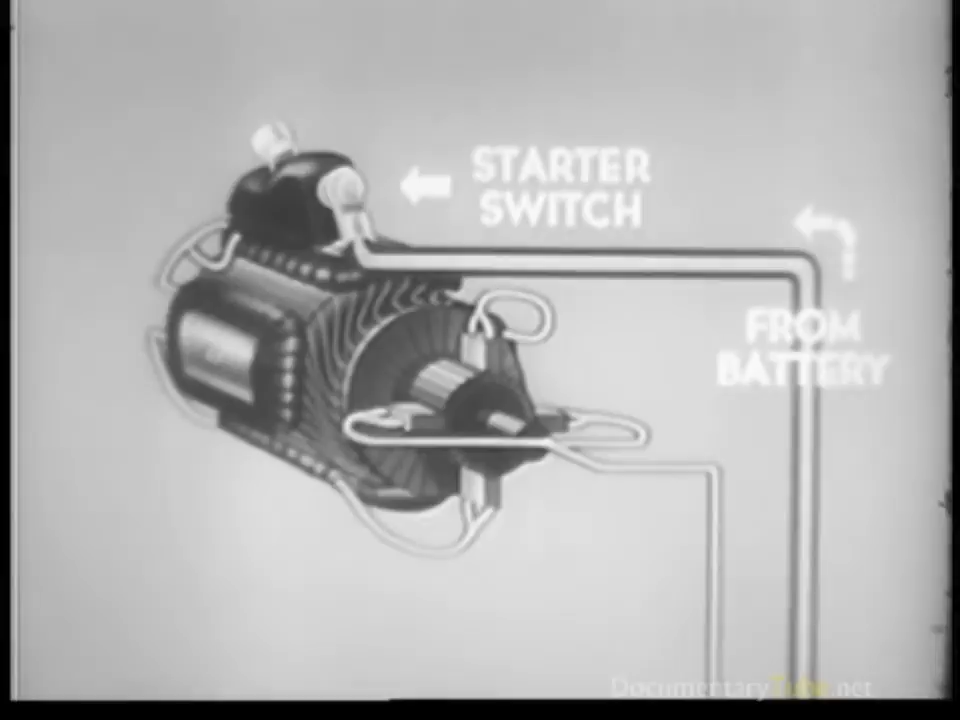 STARTER
SWITCH
FROM
BATTERY
DocumentaryTube.net